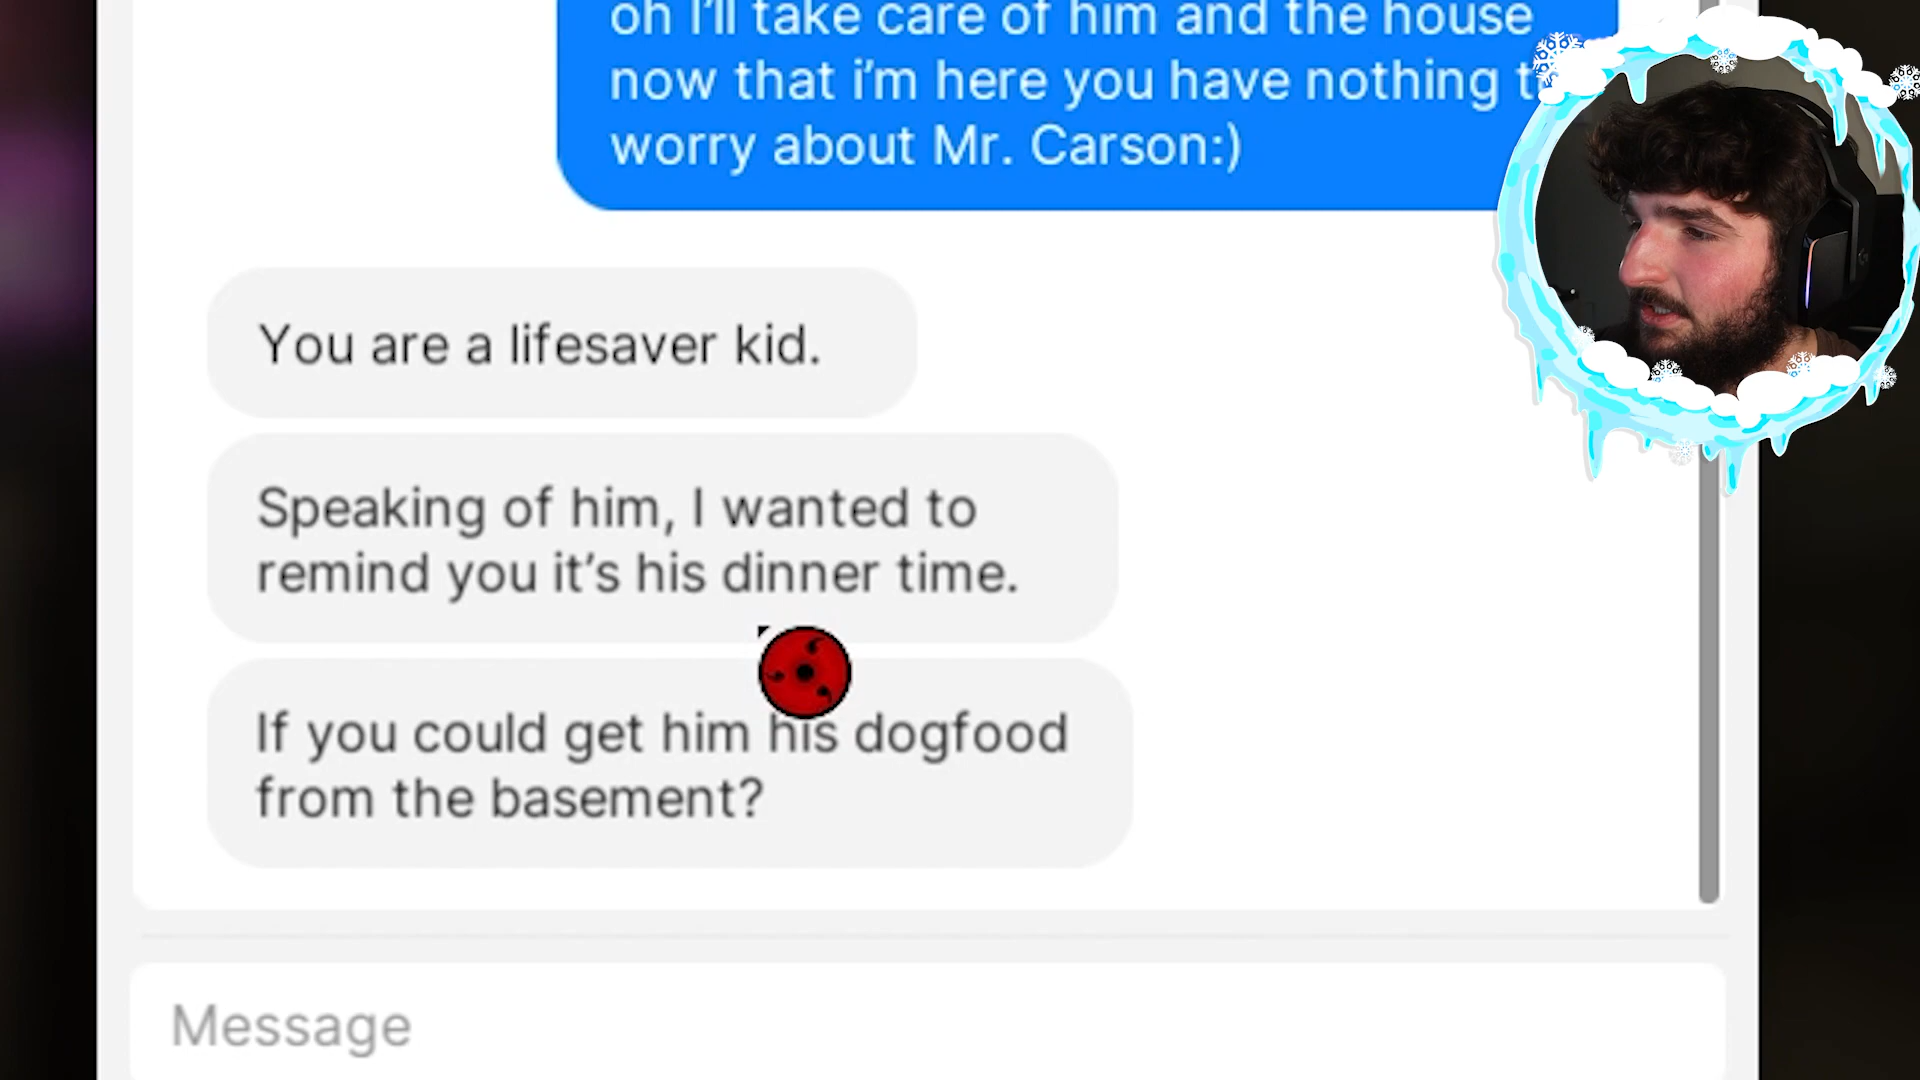 oh I'll take care of him and the house
now that i'm here you have nothing
worry about Mr. Carson:)
You are a lifesaver kid.
Speaking of him, I wanted to
remind you it's his dinner time.
If you could get him his dogfood
from the basement?
Message